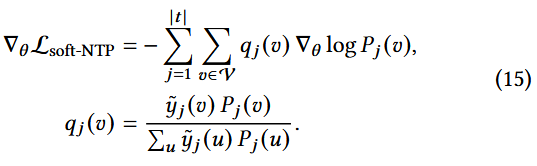 ∇_θ ℒ_soft-NTP = − ∑_{j=1}^{|t|} ∑_{v∈𝒱} q_j(v) ∇_θ log P_j(v),
(15)
q_j(v) = ỹ_j(v) P_j(v) / ∑_u ỹ_j(u) P_j(u) .